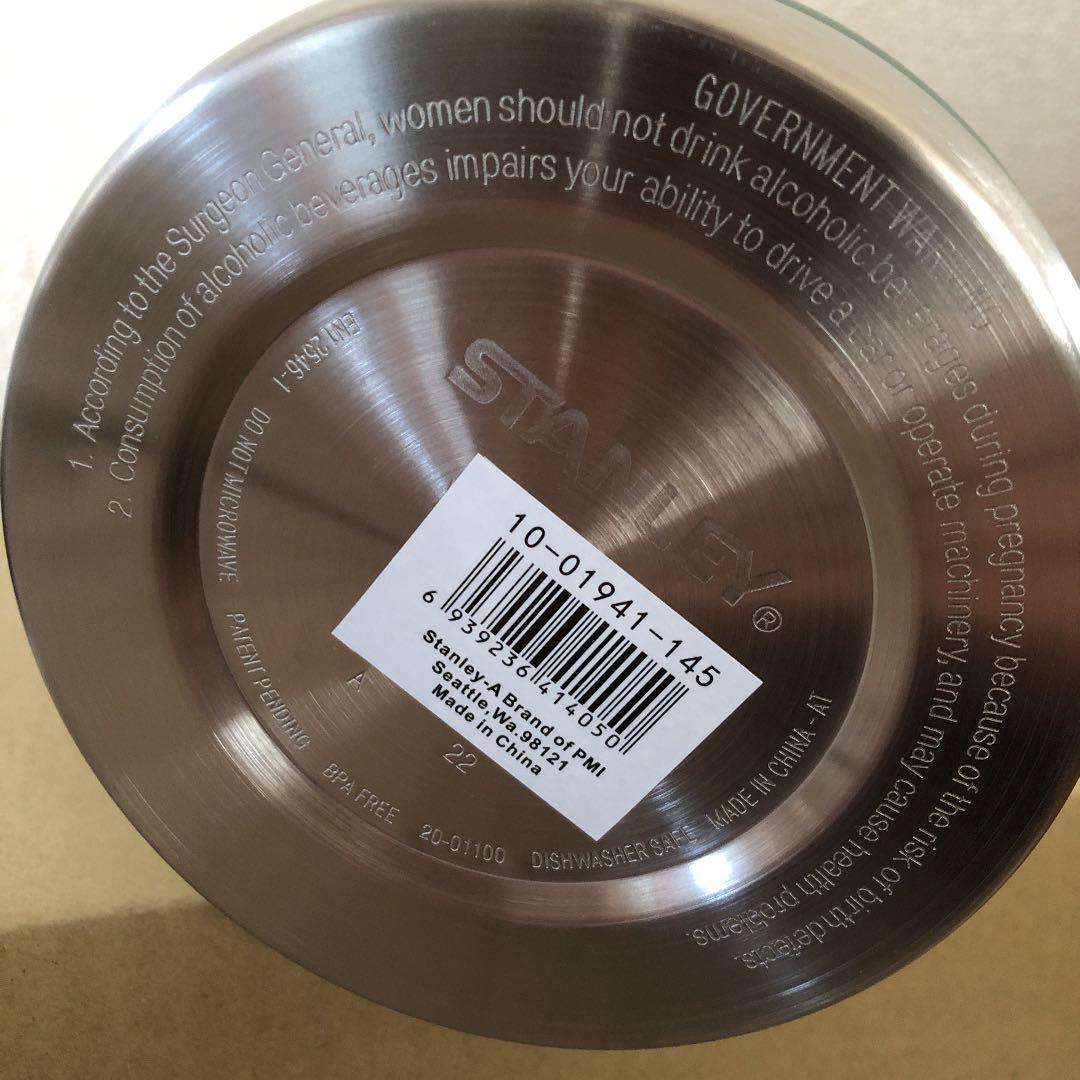 GOVERNMENT WARNING
1. According to the Surgeon General, women should not drink alcoholic beverages during pregnancy because of the risk of birth defects.
2. Consumption of alcoholic beverages impairs your ability to drive a car or operate machinery, and may cause health problems.
STANLEY®
10-01941-145
6 939236 414050
Stanley-A Brand of PMI
Seattle,Wa.98121
Made in China
A
22
EN12546-1
DO NOT MICROWAVE
PATENT PENDING
BPA FREE
20-01100
DISHWASHER SAFE
MADE IN CHINA - AT